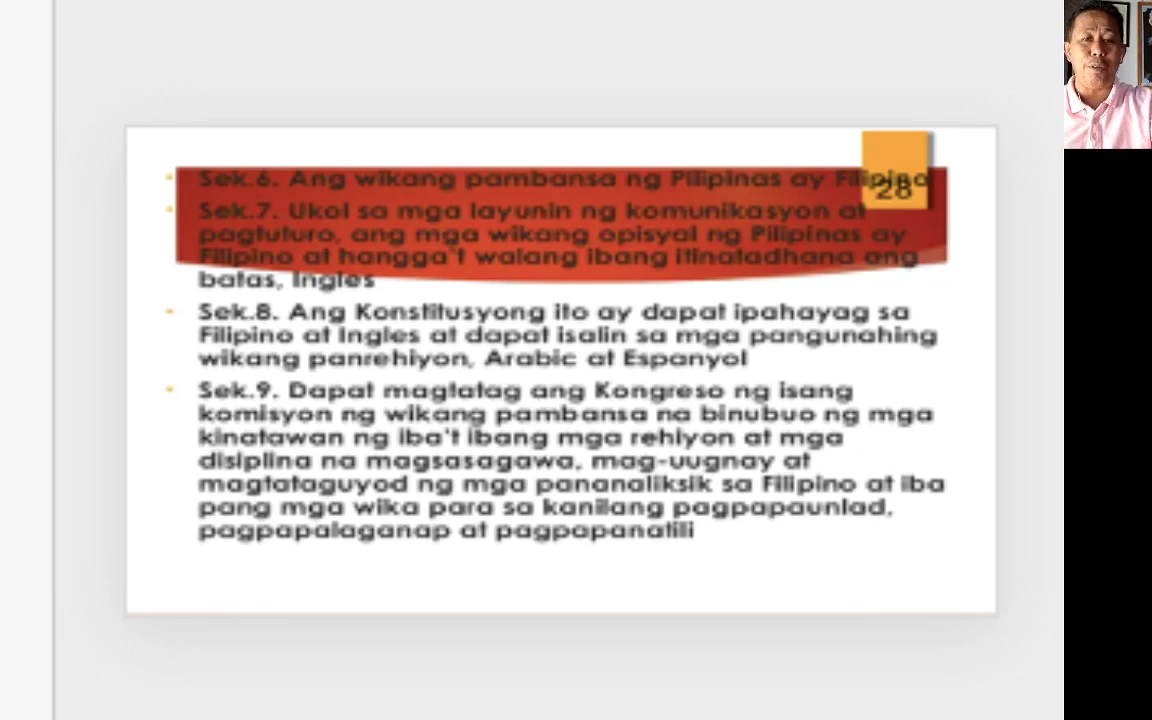 Sek.6. Ang wikang pambansa ng Pilipinas ay Filipino
28
Sek.7. Ukol sa mga layunin ng komunikasyon at
pagtuturo, ang mga wikang opisyal ng Pilipinas ay
Filipino at hangga't walang ibang itinatadhana ang
batas, Ingles
Sek.8. Ang Konstitusyong ito ay dapat ipahayag sa
Filipino at Ingles at dapat isalin sa mga pangunahing
wikang panrehiyon, Arabic at Espanyol
Sek.9. Dapat magtatag ang Kongreso ng isang
komisyon ng wikang pambansa na binubuo ng mga
kinatawan ng iba't ibang mga rehiyon at mga
disiplina na magsasagawa, mag-uugnay at
magtataguyod ng mga pananaliksik sa Filipino at iba
pang mga wika para sa kanilang pagpapaunlad,
pagpapalaganap at pagpapanatili